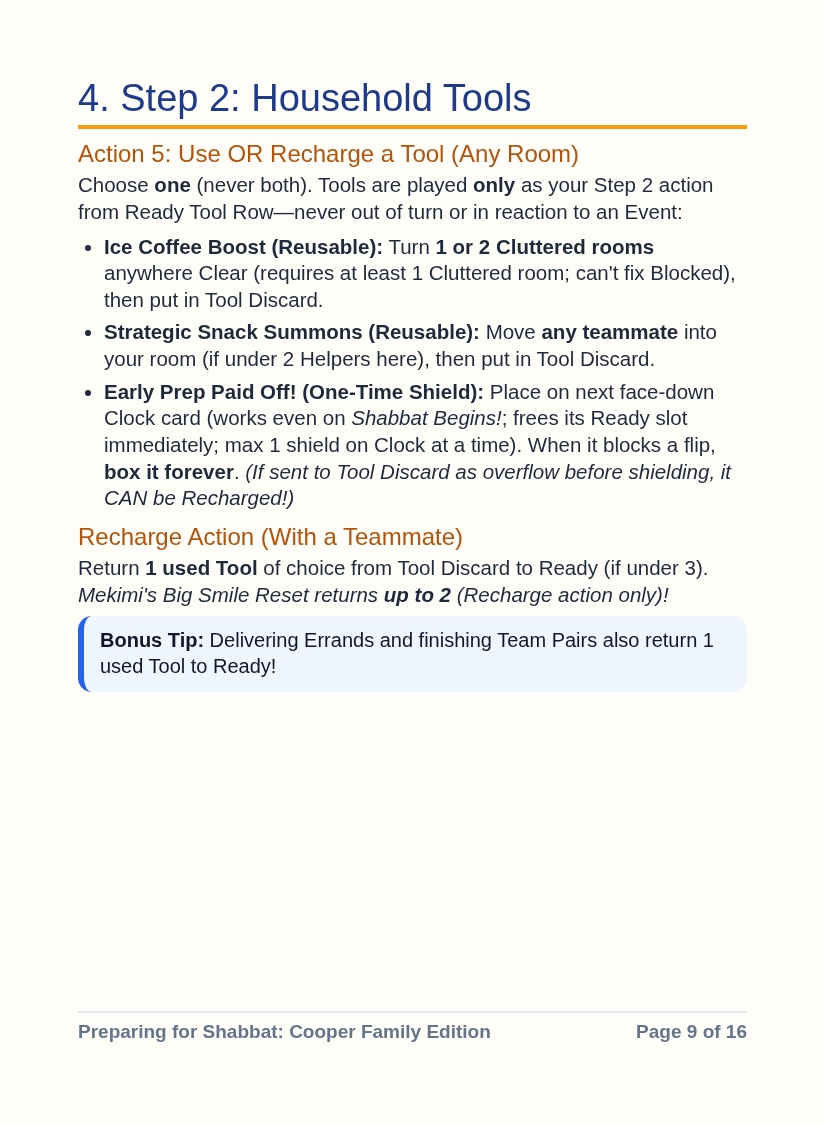 4. Step 2: Household Tools
Action 5: Use OR Recharge a Tool (Any Room)
Choose one (never both). Tools are played only as your Step 2 action
from Ready Tool Row—never out of turn or in reaction to an Event:
• Ice Coffee Boost (Reusable): Turn 1 or 2 Cluttered rooms
anywhere Clear (requires at least 1 Cluttered room; can't fix Blocked),
then put in Tool Discard.
• Strategic Snack Summons (Reusable): Move any teammate into
your room (if under 2 Helpers here), then put in Tool Discard.
• Early Prep Paid Off! (One-Time Shield): Place on next face-down
Clock card (works even on Shabbat Begins!; frees its Ready slot
immediately; max 1 shield on Clock at a time). When it blocks a flip,
box it forever. (If sent to Tool Discard as overflow before shielding, it
CAN be Recharged!)
Recharge Action (With a Teammate)
Return 1 used Tool of choice from Tool Discard to Ready (if under 3).
Mekimi's Big Smile Reset returns up to 2 (Recharge action only)!
Bonus Tip: Delivering Errands and finishing Team Pairs also return 1
used Tool to Ready!
Preparing for Shabbat: Cooper Family Edition
Page 9 of 16